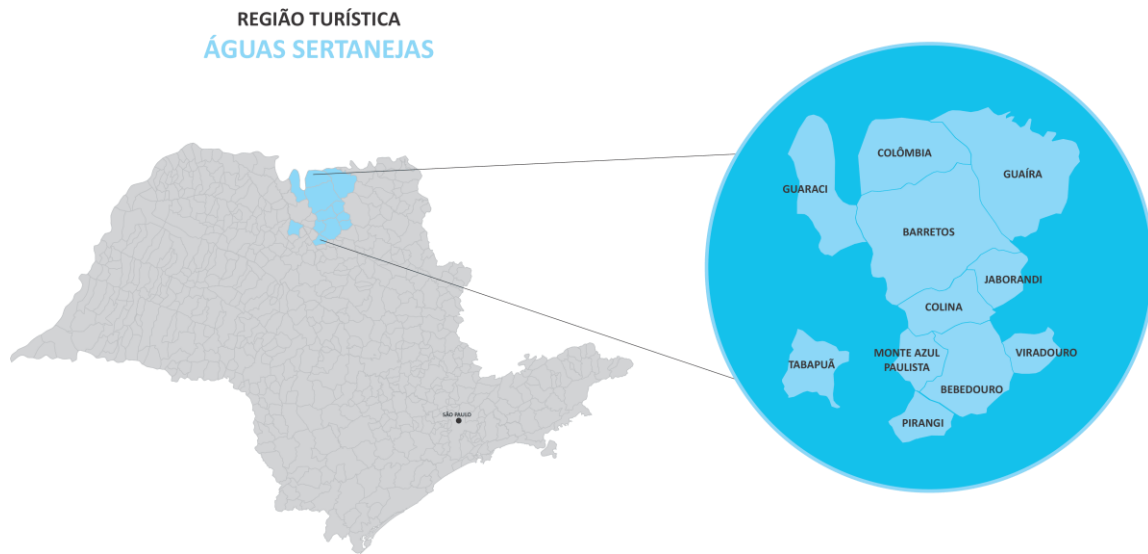 REGIÃO TURÍSTICA
ÁGUAS SERTANEJAS
COLÔMBIA
GUAÍRA
GUARACI
BARRETOS
JABORANDI
COLINA
TABAPUÃ
MONTE AZUL
PAULISTA
VIRADOURO
BEBEDOURO
PIRANGI
SÃO PAULO